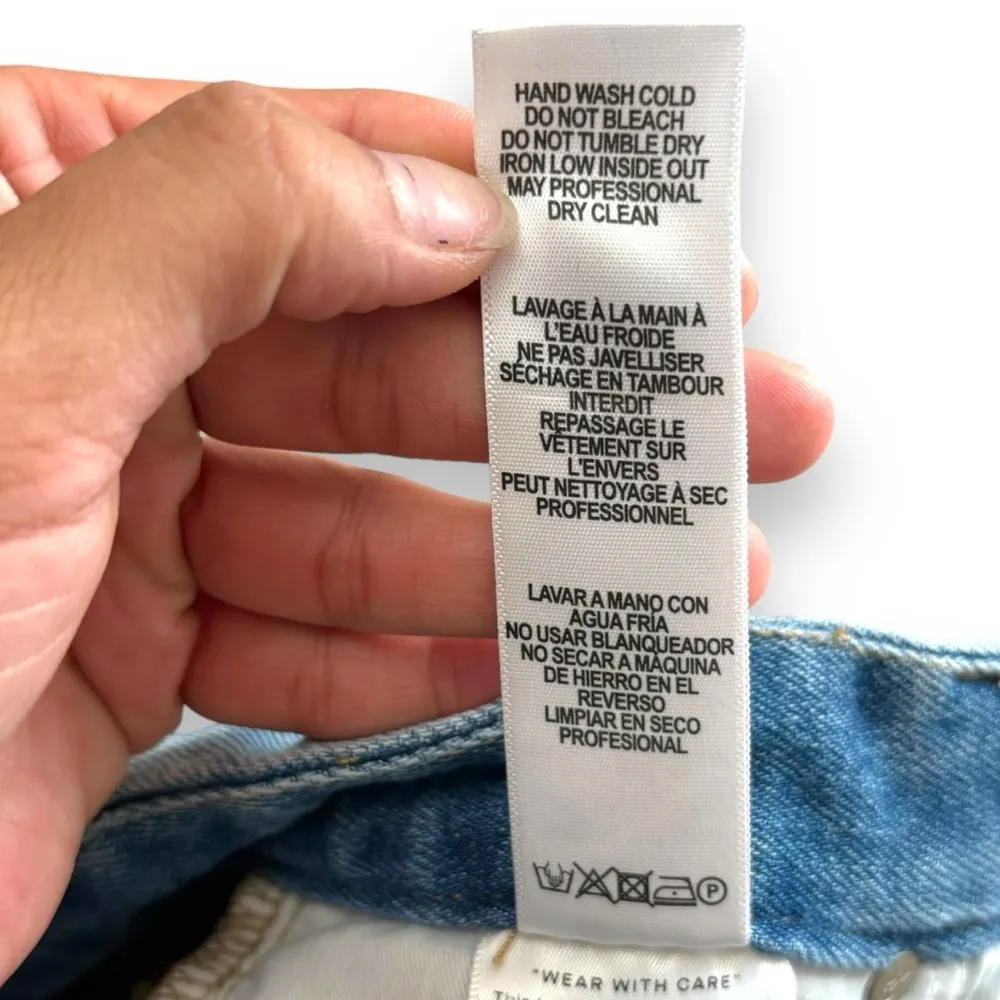 HAND WASH COLD
DO NOT BLEACH
DO NOT TUMBLE DRY
IRON LOW INSIDE OUT
MAY PROFESSIONAL
DRY CLEAN
LAVAGE À LA MAIN À
L'EAU FROIDE
NE PAS JAVELLISER
SÉCHAGE EN TAMBOUR
INTERDIT
REPASSAGE LE
VÊTEMENT SUR
L'ENVERS
PEUT NETTOYAGE À SEC
PROFESSIONNEL
LAVAR A MANO CON
AGUA FRÍA
NO USAR BLANQUEADOR
NO SECAR A MÁQUINA
DE HIERRO EN EL
REVERSO
LIMPIAR EN SECO
PROFESIONAL
P
"WEAR WITH CARE"